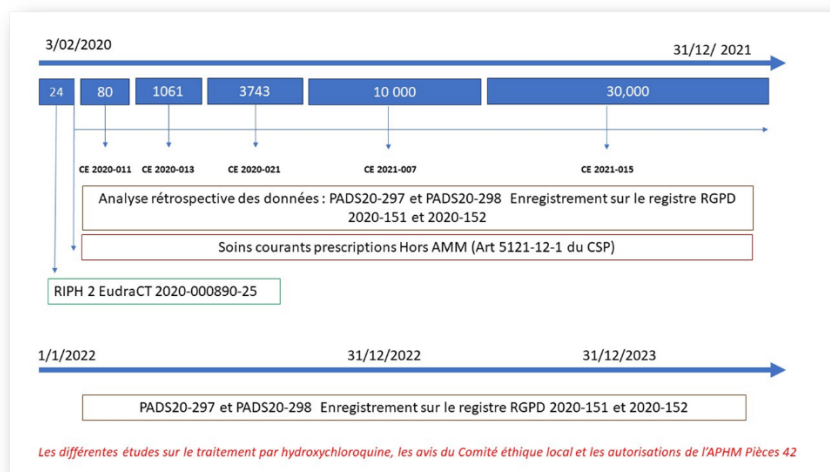 3/02/2020
31/12/ 2021
24
80
1061
3743
10 000
30,000
CE 2020-011
CE 2020-013
CE 2020-021
CE 2021-007
CE 2021-015
Analyse rétrospective des données : PADS20-297 et PADS20-298 Enregistrement sur le registre RGPD
2020-151 et 2020-152
Soins courants prescriptions Hors AMM (Art 5121-12-1 du CSP)
RIPH 2 EudraCT 2020-000890-25
1/1/2022
31/12/2022
31/12/2023
PADS20-297 et PADS20-298 Enregistrement sur le registre RGPD 2020-151 et 2020-152
Les différentes études sur le traitement par hydroxychloroquine, les avis du Comité éthique local et les autorisations de l’APHM Pièces 42